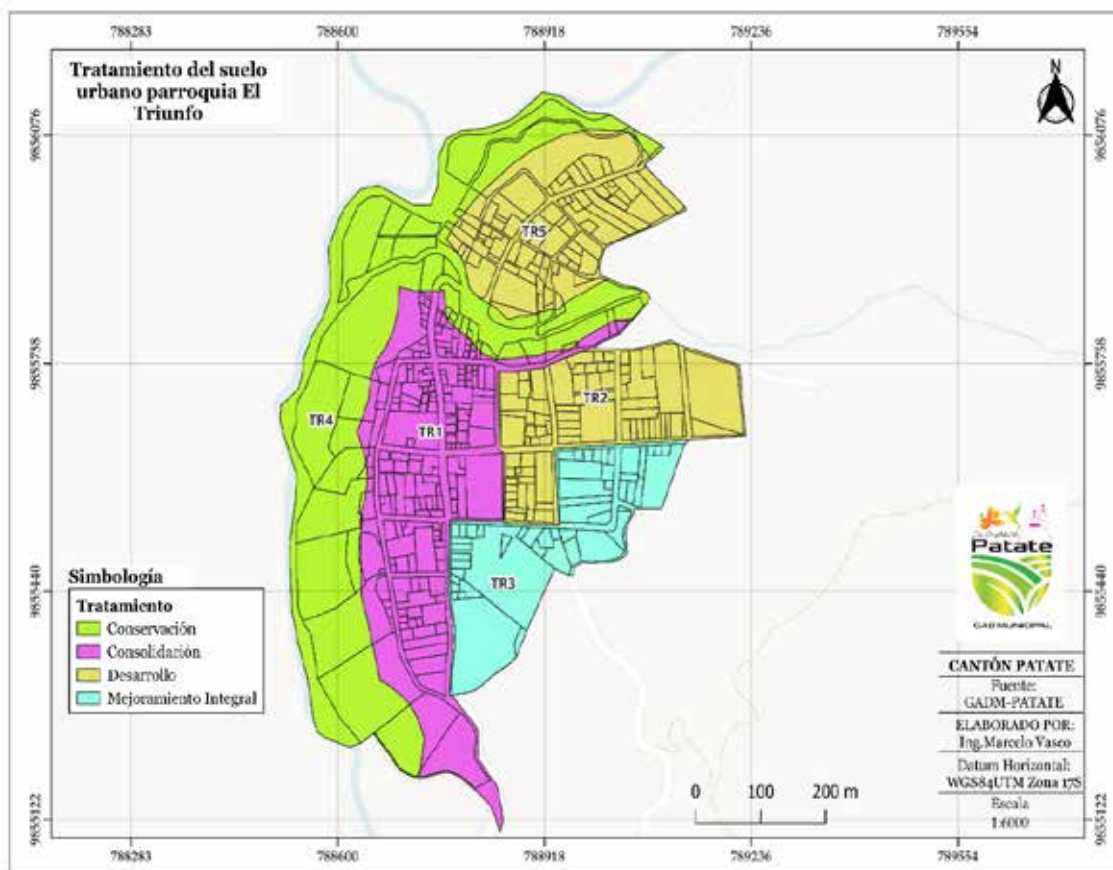 788283 788600 788918 789236 789554
Tratamiento del suelo
urbano parroquia El
Triunfo
N
9856076 9856076
TR5
9855758 9855758
TR2
TR4
TR1
Patate
GAD MUNICIPAL
TR3
9855440 9855440
Simbología
Tratamiento
Conservación
Consolidación
Desarrollo
Mejoramiento Integral
CANTÓN PATATE
Fuente:
GADM-PATATE
ELABORADO POR:
Ing.Marcelo Vasco
Datum Horizontal:
WGS84UTM Zona 17S
Escala
1:6000
0 100 200 m
9855122 9855122
788283 788600 788918 789236 789554